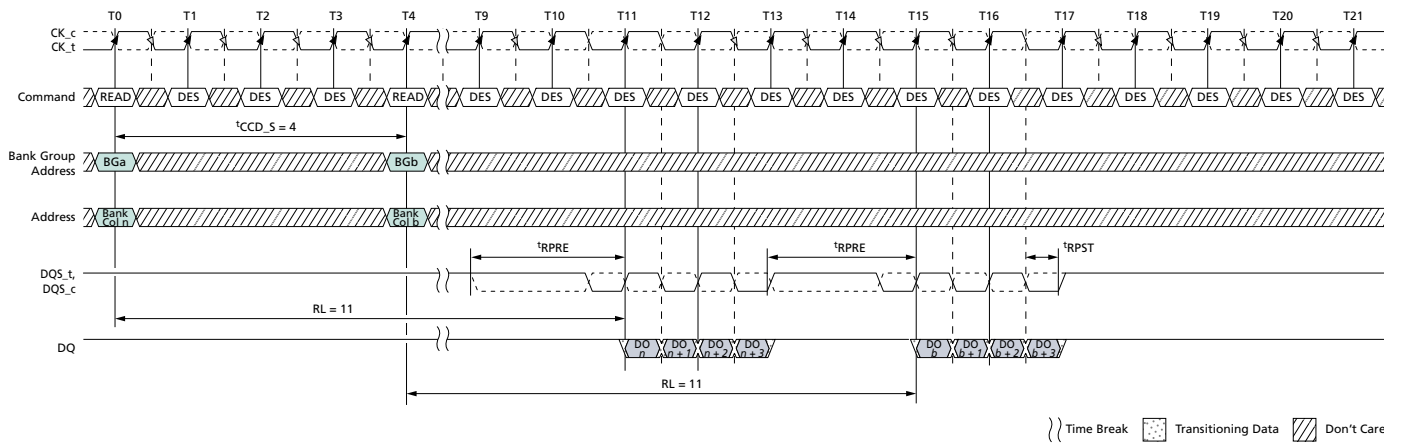 T0 T1 T2 T3 T4 T9 T10 T11 T12 T13 T14 T15 T16 T17 T18 T19 T20 T21
CK_c
CK_t
Command READ DES DES DES READ DES DES DES DES DES DES DES DES DES DES DES DES DES
tCCD_S = 4
Bank Group
Address
BGa BGb
Address
Bank
Col n
Bank
Col b
tRPRE tRPRE tRPST
DQS_t,
DQS_c
RL = 11
DQ
DO
n
DO
n + 1
DO
n + 2
DO
n + 3
DO
b
DO
b + 1
DO
b + 2
DO
b + 3
RL = 11
Time Break Transitioning Data Don't Care